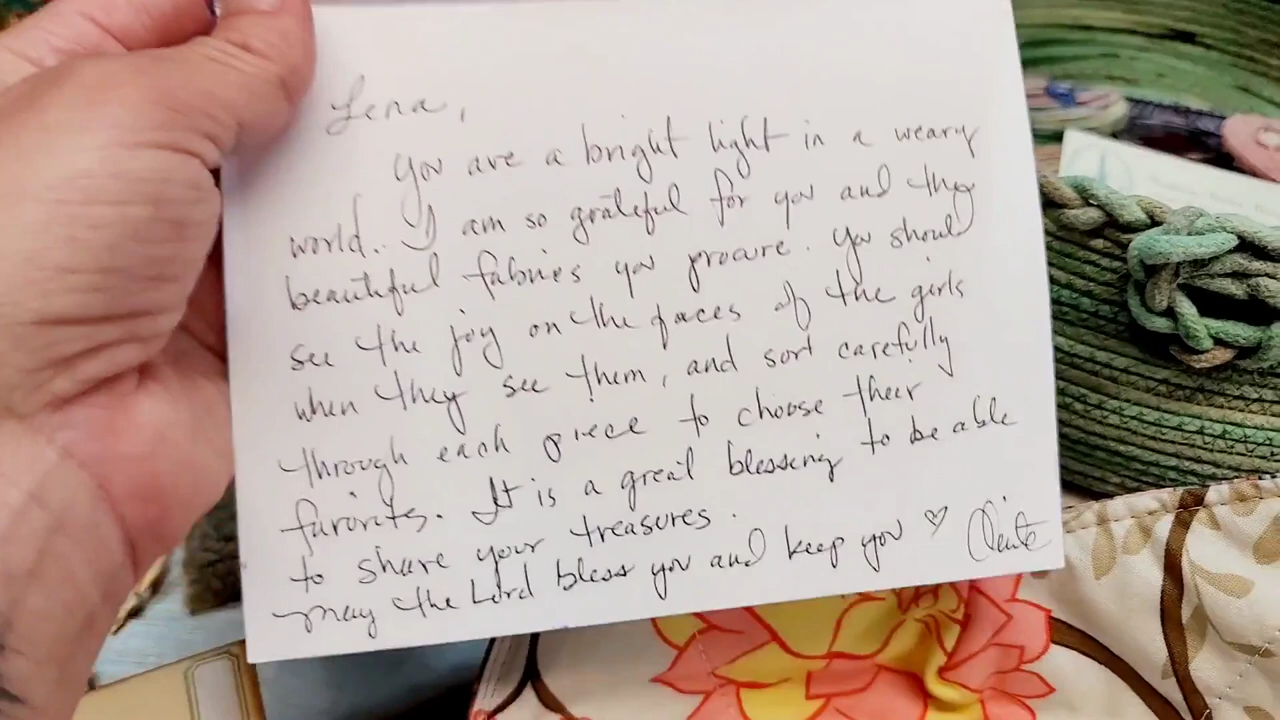 Lena,
You are a bright light in a weary
world. I am so grateful for you and they
beautiful fabrics you procure. You should
see the joy on the faces of the girls
when they see them, and sort carefully
through each piece to choose their
favorites. It is a great blessing to be able
to share your treasures.
May the Lord bless you and keep you ♡